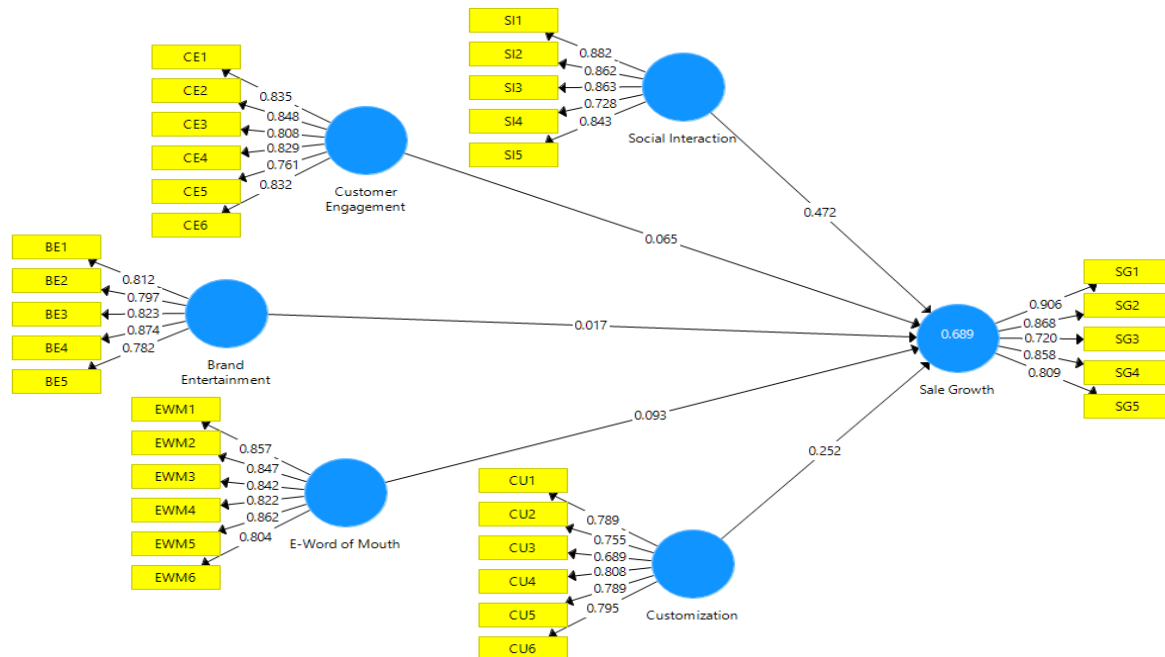 SI1
SI2
SI3
SI4
SI5
0.882
0.862
0.863
0.728
0.843
Social Interaction
CE1
CE2
CE3
CE4
CE5
CE6
0.835
0.848
0.808
0.829
0.761
0.832
Customer
Engagement
0.472
0.065
BE1
BE2
BE3
BE4
BE5
0.812
0.797
0.823
0.874
0.782
Brand
Entertainment
0.017
0.689
Sale Growth
0.906
0.868
0.720
0.858
0.809
SG1
SG2
SG3
SG4
SG5
EWM1
EWM2
EWM3
EWM4
EWM5
EWM6
0.857
0.847
0.842
0.822
0.862
0.804
E-Word of Mouth
0.093
0.252
CU1
CU2
CU3
CU4
CU5
CU6
0.789
0.755
0.689
0.808
0.789
0.795
Customization